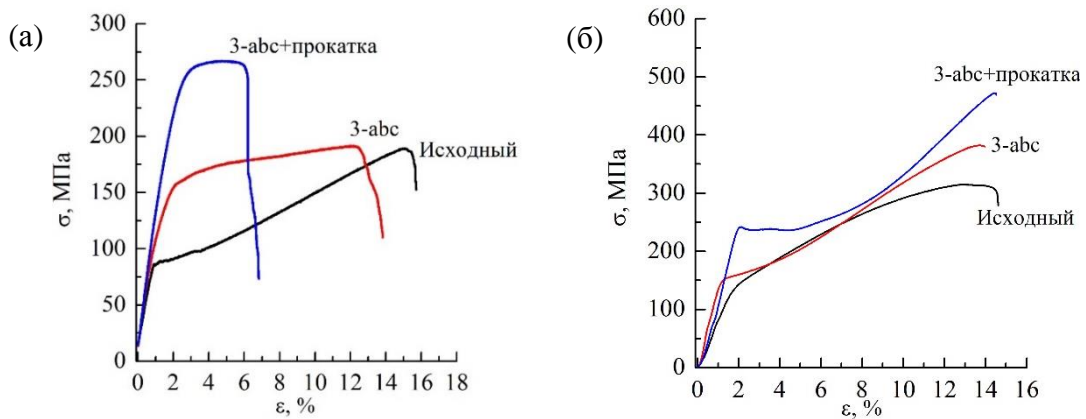 (а)
300
250
200
150
100
50
0
σ, МПа
3-abc+прокатка
3-abc
Исходный
0 2 4 6 8 10 12 14 16 18
ε, %
(б)
600
500
400
300
200
100
0
σ, МПа
3-abc+прокатка
3-abc
Исходный
0 2 4 6 8 10 12 14 16
ε, %